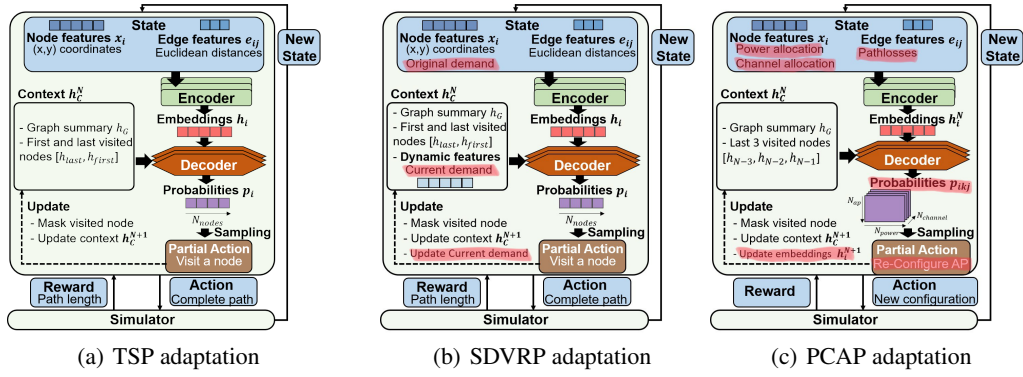 State
Node features x_i
(x,y) coordinates
Edge features e_ij
Euclidean distances
New
State
Encoder
Context h_C^N
Embeddings h_i
- Graph summary h_G
- First and last visited
nodes [h_last, h_first]
Decoder
Probabilities p_i
N_nodes
Update
- Mask visited node
- Update context h_C^{N+1}
Sampling
Partial Action
Visit a node
Reward
Path length
Action
Complete path
Simulator
(a) TSP adaptation
State
Node features x_i
(x,y) coordinates
Original demand
Edge features e_ij
Euclidean distances
New
State
Encoder
Context h_C^N
Embeddings h_i
- Graph summary h_G
- First and last visited
nodes [h_last, h_first]
- Dynamic features
Current demand
Decoder
Probabilities p_i
N_nodes
Update
- Mask visited node
- Update context h_C^{N+1}
- Update Current demand
Sampling
Partial Action
Visit a node
Reward
Path length
Action
Complete path
Simulator
(b) SDVRP adaptation
State
Node features x_i
Power allocation
Channel allocation
Edge features e_ij
Pathlosses
New
State
Encoder
Context h_C^N
Embeddings h_i^N
- Graph summary h_G
- Last 3 visited nodes
[h_{N-3}, h_{N-2}, h_{N-1}]
Decoder
Probabilities p_ikj
N_ap
N_channel
N_power
Update
- Mask visited node
- Update context h_C^{N+1}
- Update embeddings h_i^{N+1}
Sampling
Partial Action
Re-Configure AP
Reward
Action
New configuration
Simulator
(c) PCAP adaptation